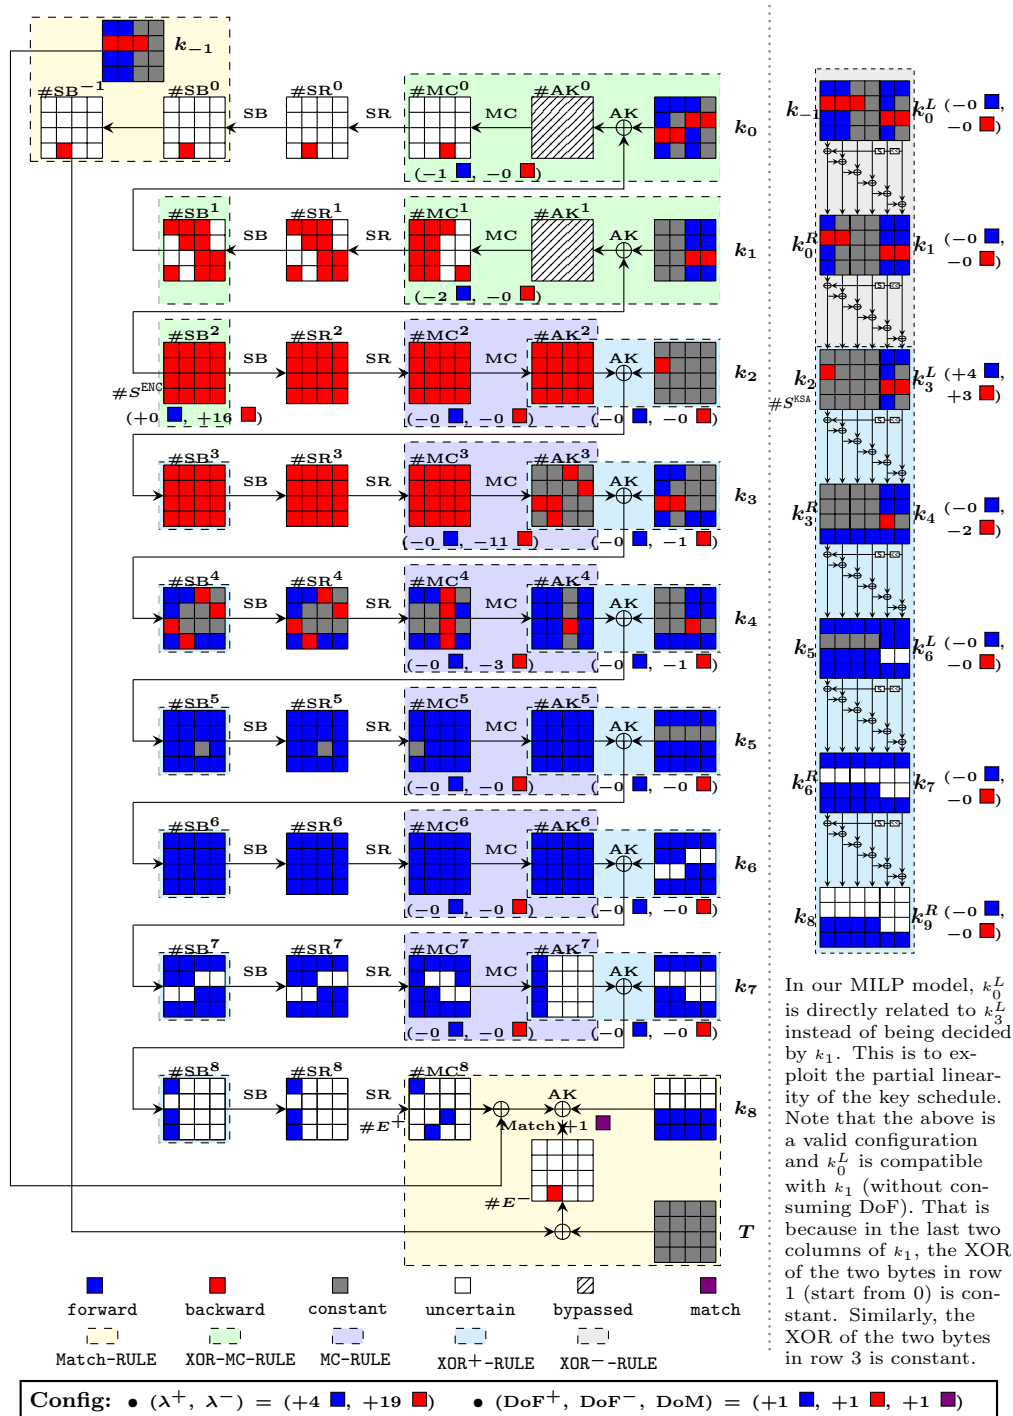 k₋₁
#SB⁻¹ #SB⁰ SB #SR⁰ SR #MC⁰ MC #AK⁰ AK k₀
(−1 , −0 )
#SB¹ SB #SR¹ SR #MC¹ MC #AK¹ AK k₁
(−2 , −0 )
#SB² SB #SR² SR #MC² MC #AK² AK k₂
#Sᴱᴺᶜ
(+0 , +16 ) (−0 , −0 ) (−0 , −0 )
#SB³ SB #SR³ SR #MC³ MC #AK³ AK k₃
(−0 , −11 ) (−0 , −1 )
#SB⁴ SB #SR⁴ SR #MC⁴ MC #AK⁴ AK k₄
(−0 , −3 ) (−0 , −1 )
#SB⁵ SB #SR⁵ SR #MC⁵ MC #AK⁵ AK k₅
(−0 , −0 ) (−0 , −0 )
#SB⁶ SB #SR⁶ SR #MC⁶ MC #AK⁶ AK k₆
(−0 , −0 ) (−0 , −0 )
#SB⁷ SB #SR⁷ SR #MC⁷ MC #AK⁷ AK k₇
(−0 , −0 ) (−0 , −0 )
#SB⁸ SB #SR⁸ SR #MC⁸ AK k₈
#E⁺
Match +1
#E⁻
T
forward backward constant uncertain bypassed match
Match-RULE XOR-MC-RULE MC-RULE XOR⁺-RULE XOR⁻-RULE
k₋₁ k₀ᴸ (−0 ,
−0 )
k₀ᴿ k₁ (−0 ,
−0 )
k₂ k₃ᴸ (+4 ,
#Sᴷˢᴬ +3 )
k₃ᴿ k₄ (−0 ,
−2 )
k₅ k₆ᴸ (−0 ,
−0 )
k₆ᴿ k₇ (−0 ,
−0 )
k₈ k₉ᴿ (−0 ,
−0 )
In our MILP model, k₀ᴸ
is directly related to k₃ᴸ
instead of being decided
by k₁. This is to ex-
ploit the partial linear-
ity of the key schedule.
Note that the above is
a valid configuration
and k₀ᴸ is compatible
with k₁ (without con-
suming DoF). That is
because in the last two
columns of k₁, the XOR
of the two bytes in row
1 (start from 0) is con-
stant. Similarly, the
XOR of the two bytes
in row 3 is constant.
Config: • (λ⁺, λ⁻) = (+4 , +19 ) • (DoF⁺, DoF⁻, DoM) = (+1 , +1 , +1 )